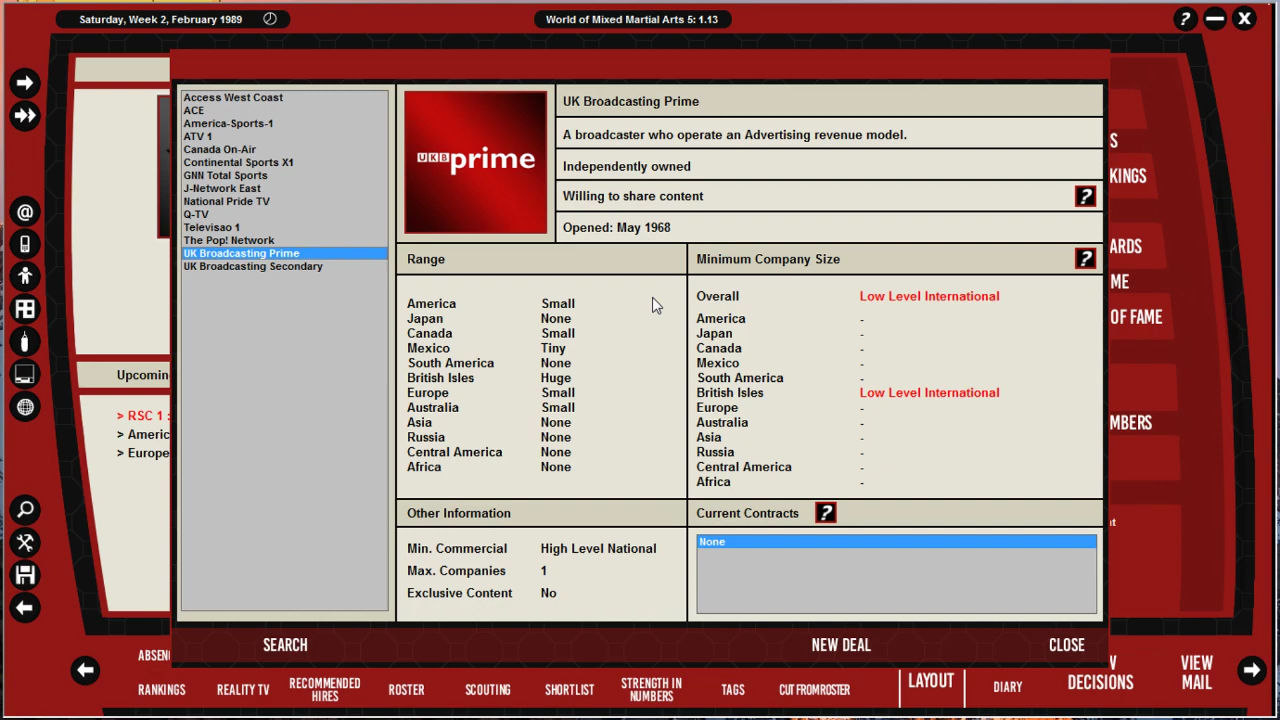 Saturday, Week 2, February 1989
World of Mixed Martial Arts 5: 1.13
?
X
Access West Coast
ACE
America-Sports-1
ATV 1
Canada On-Air
Continental Sports X1
GNN Total Sports
J-Network East
National Pride TV
Q-TV
Televisao 1
The Pop! Network
UK Broadcasting Prime
UK Broadcasting Secondary
UKB prime
UK Broadcasting Prime
A broadcaster who operate an Advertising revenue model.
Independently owned
Willing to share content ?
Opened: May 1968
Range
America Small
Japan None
Canada Small
Mexico Tiny
South America None
British Isles Huge
Europe Small
Australia Small
Asia None
Russia None
Central America None
Africa None
Minimum Company Size ?
Overall Low Level International
America -
Japan -
Canada -
Mexico -
South America -
British Isles Low Level International
Europe -
Australia -
Asia -
Russia -
Central America -
Africa -
Other Information
Min. Commercial High Level National
Max. Companies 1
Exclusive Content No
Current Contracts ?
None
SEARCH
NEW DEAL
CLOSE
@
Upcomin
> RSC 1 :
> Americ
> Europe
S
KINGS
ARDS
ME
OF FAME
MBERS
t
ABSEN
RANKINGS
REALITY TV
RECOMMENDED
HIRES
ROSTER
SCOUTING
SHORTLIST
STRENGTH IN
NUMBERS
TAGS
CUT FROM ROSTER
LAYOUT
DIARY
W
DECISIONS
VIEW
MAIL